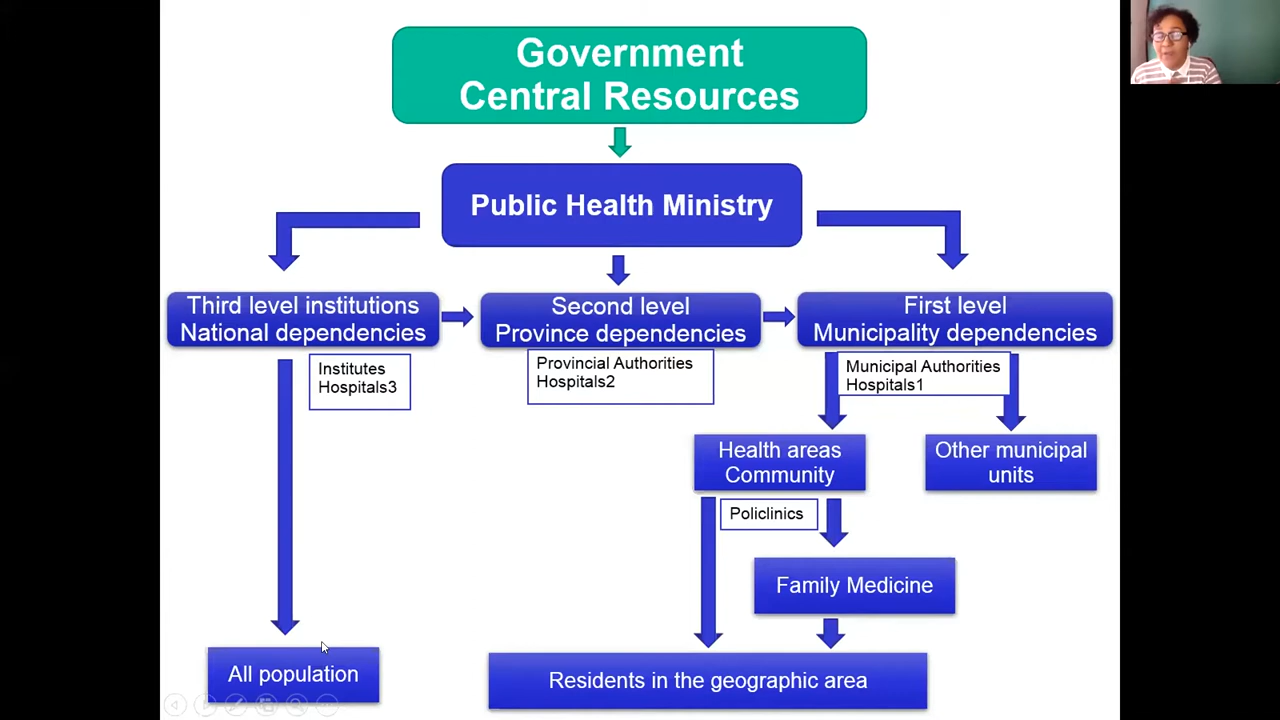 Government
Central Resources
Public Health Ministry
Third level institutions
National dependencies
Second level
Province dependencies
First level
Municipality dependencies
Institutes
Hospitals3
Provincial Authorities
Hospitals2
Municipal Authorities
Hospitals1
Health areas
Community
Other municipal
units
Policlinics
Family Medicine
All population
Residents in the geographic area